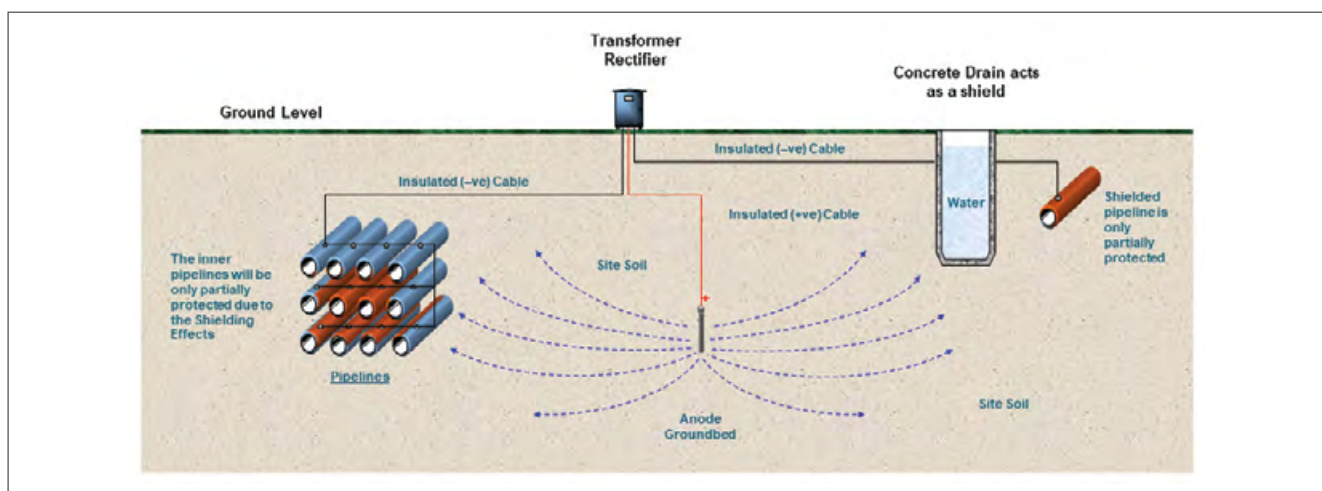 Transformer
Rectifier
Concrete Drain acts
as a shield
Ground Level
Insulated (–ve) Cable
Insulated (–ve) Cable
Insulated (+ve) Cable
Water
Shielded
pipeline is
only
partially
protected
The inner
pipelines will be
only partially
protected due to
the Shielding
Effects
Site Soil
+
Pipelines
Anode
Groundbed
Site Soil